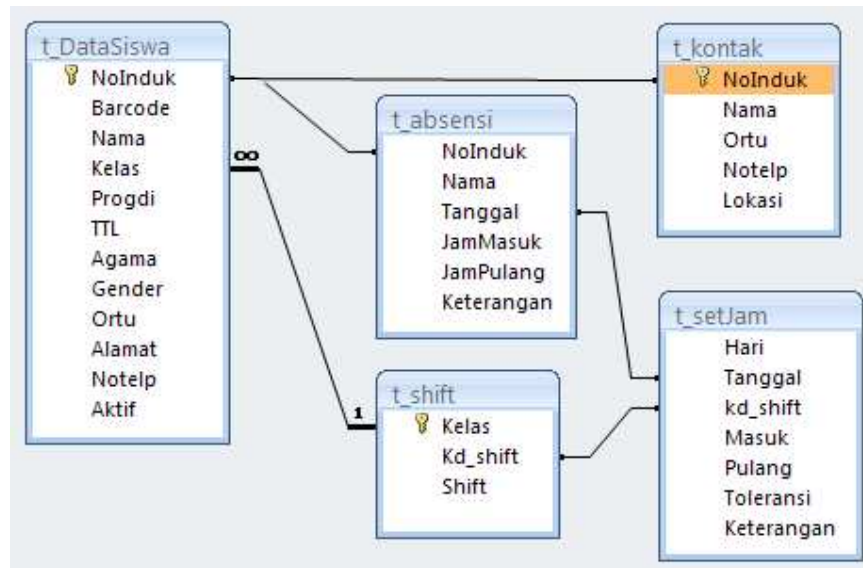 t_DataSiswa
NoInduk
Barcode
Nama
Kelas
Progdi
TTL
Agama
Gender
Ortu
Alamat
Notelp
Aktif
∞
t_absensi
NoInduk
Nama
Tanggal
JamMasuk
JamPulang
Keterangan
t_kontak
NoInduk
Nama
Ortu
Notelp
Lokasi
1
t_shift
Kelas
Kd_shift
Shift
t_setJam
Hari
Tanggal
kd_shift
Masuk
Pulang
Toleransi
Keterangan